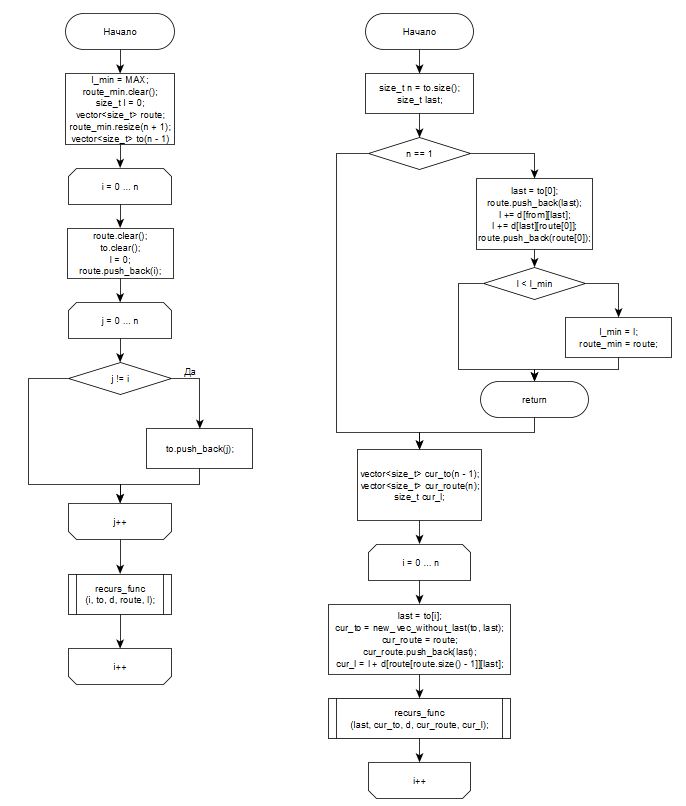 Начало
l_min = MAX;
route_min.clear();
size_t l = 0;
vector<size_t> route;
route_min.resize(n + 1);
vector<size_t> to(n - 1)
i = 0 ... n
route.clear();
to.clear();
l = 0;
route.push_back(i);
j = 0 ... n
j != i
Да
to.push_back(j);
j++
recurs_func
(i, to, d, route, l);
i++
Начало
size_t n = to.size();
size_t last;
n == 1
last = to[0];
route.push_back(last);
l += d[from][last];
l += d[last][route[0]];
route.push_back(route[0]);
l < l_min
l_min = l;
route_min = route;
return
vector<size_t> cur_to(n - 1);
vector<size_t> cur_route(n);
size_t cur_l;
i = 0 ... n
last = to[i];
cur_to = new_vec_without_last(to, last);
cur_route = route;
cur_route.push_back(last);
cur_l = l + d[route[route.size() - 1]][last];
recurs_func
(last, cur_to, d, cur_route, cur_l);
i++